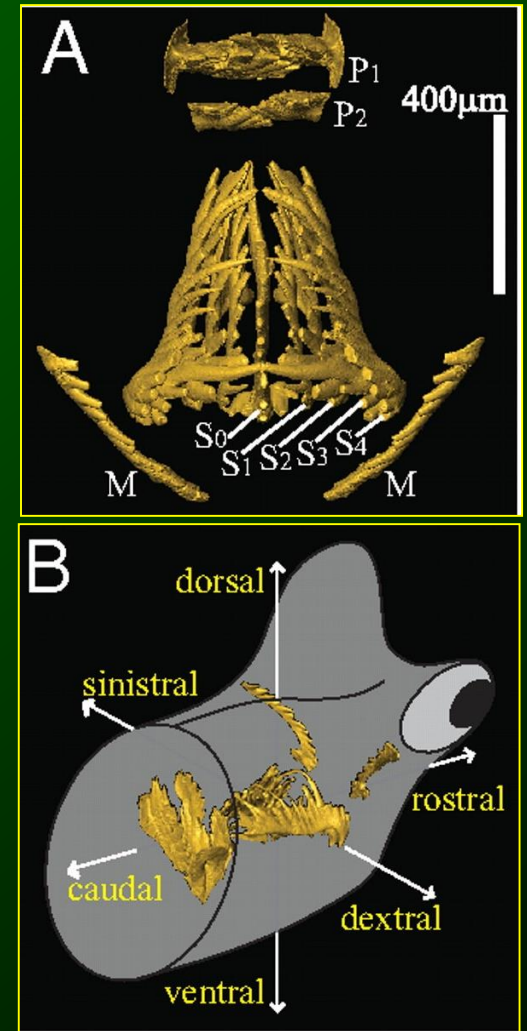 A
P1
400µm
P2
S0
S1
S2
S3
S4
M
M
B
dorsal
sinistral
rostral
caudal
dextral
ventral